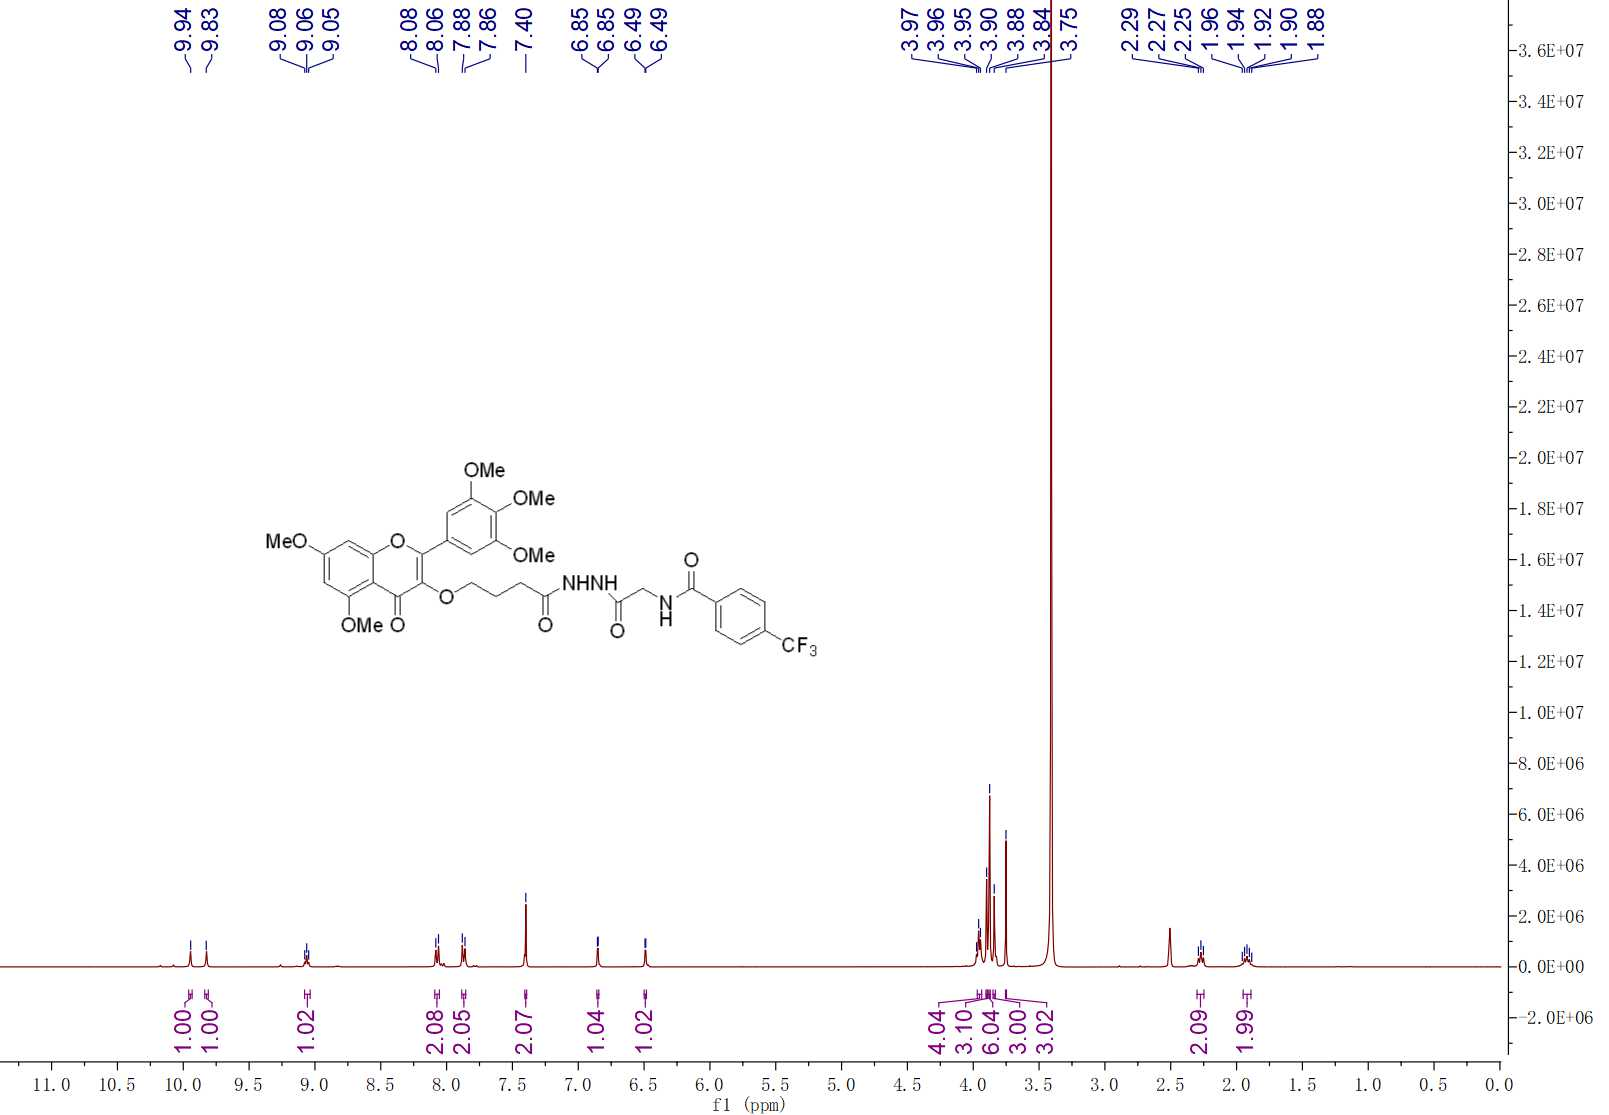 9.94
9.83
9.08
9.06
9.05
8.08
8.06
7.88
7.86
7.40
6.85
6.85
6.49
6.49
3.97
3.96
3.95
3.90
3.88
3.84
3.75
2.29
2.27
2.25
1.96
1.94
1.92
1.90
1.88
3.6E+07
3.4E+07
3.2E+07
3.0E+07
2.8E+07
2.6E+07
2.4E+07
2.2E+07
2.0E+07
1.8E+07
1.6E+07
1.4E+07
1.2E+07
1.0E+07
8.0E+06
6.0E+06
4.0E+06
2.0E+06
0.0E+00
-2.0E+06
OMe
OMe
MeO
O
OMe
O
O
NHNH
N
H
O
OMe
O
O
O
CF3
1.00
1.00
1.02
2.08
2.05
2.07
1.04
1.02
4.04
3.10
6.04
3.00
3.02
2.09
1.99
11.0 10.5 10.0 9.5 9.0 8.5 8.0 7.5 7.0 6.5 6.0 5.5 5.0 4.5 4.0 3.5 3.0 2.5 2.0 1.5 1.0 0.5 0.0
f1 (ppm)